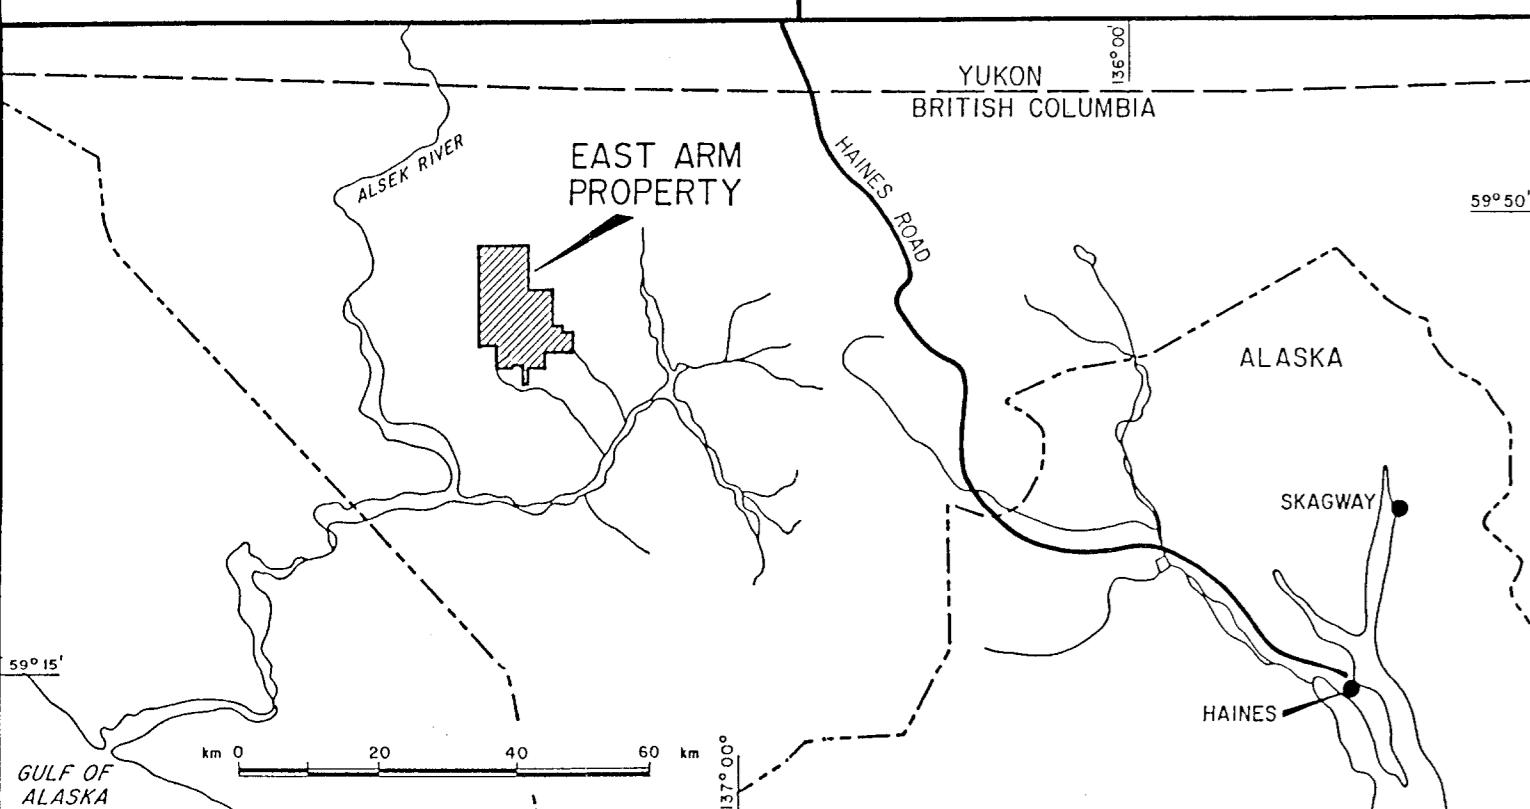 136° 00'
YUKON
BRITISH COLUMBIA
ALSEK RIVER
EAST ARM
PROPERTY
HAINES ROAD
59° 50'
ALASKA
SKAGWAY
59° 15'
HAINES
km 0 20 40 60 km
137° 00'
GULF OF
ALASKA